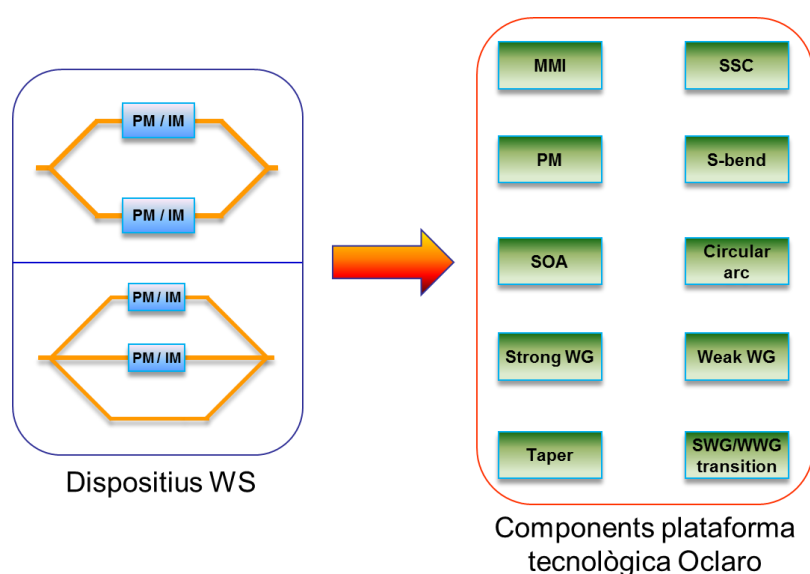 PM / IM
PM / IM
PM / IM
PM / IM
Dispositius WS
MMI
SSC
PM
S-bend
SOA
Circular
arc
Strong WG
Weak WG
Taper
SWG/WWG
transition
Components plataforma
tecnològica Oclaro